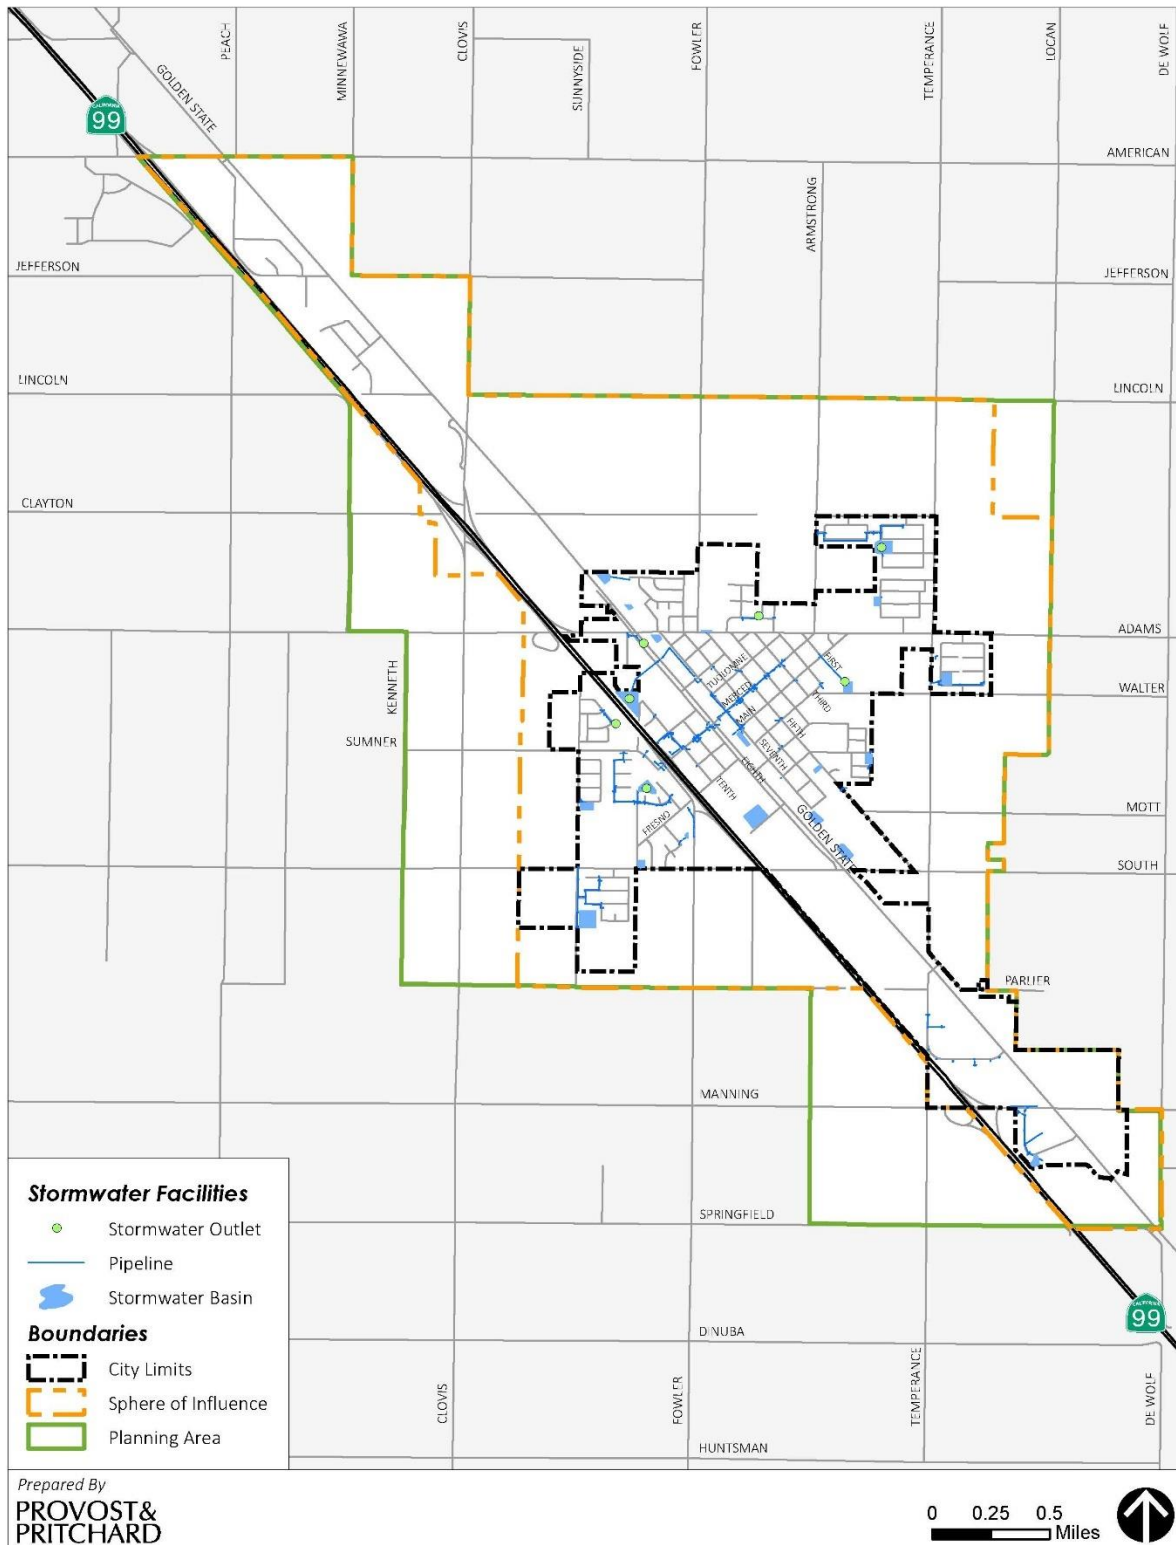 PEACH
MINNEWAWA
CLOVIS
SUNNYSIDE
FOWLER
TEMPERANCE
LOCAN
DE WOLF
GOLDEN STATE
CALIFORNIA
99
AMERICAN
ARMSTRONG
JEFFERSON
JEFFERSON
LINCOLN
LINCOLN
CLAYTON
ADAMS
KENNETH
TUOLUMNE
FIRST
WALTER
MERCED
THIRD
MAIN
FIFTH
SUMNER
SEVENTH
EIGHTH
TENTH
MOTT
FRESNO
GOLDEN STATE
SOUTH
PARLIER
MANNING
SPRINGFIELD
CALIFORNIA
99
DINUBA
CLOVIS
FOWLER
TEMPERANCE
DE WOLF
HUNTSMAN
Stormwater Facilities
Stormwater Outlet
Pipeline
Stormwater Basin
Boundaries
City Limits
Sphere of Influence
Planning Area
Prepared By
PROVOST&
PRITCHARD
0 0.25 0.5
Miles